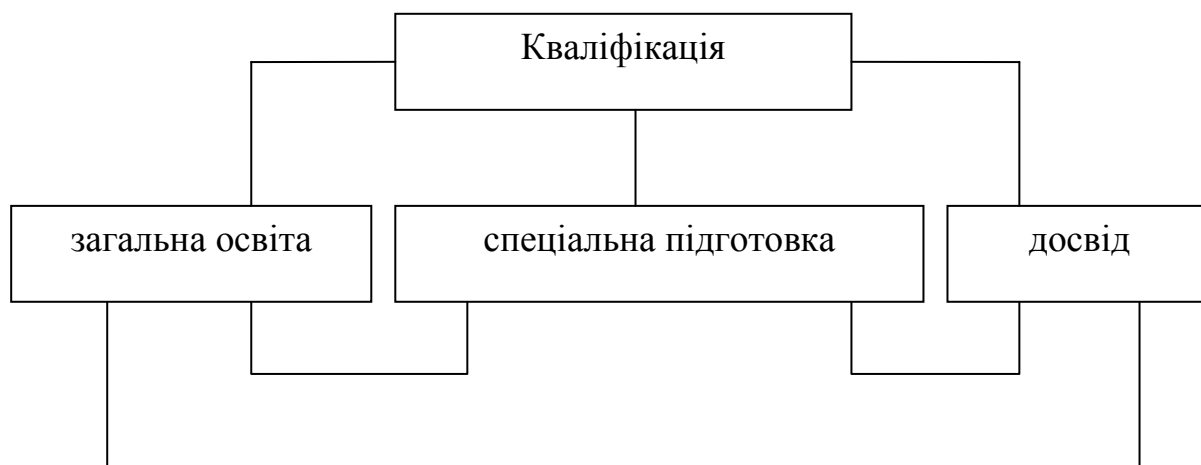 Кваліфікація
загальна освіта
спеціальна підготовка
досвід